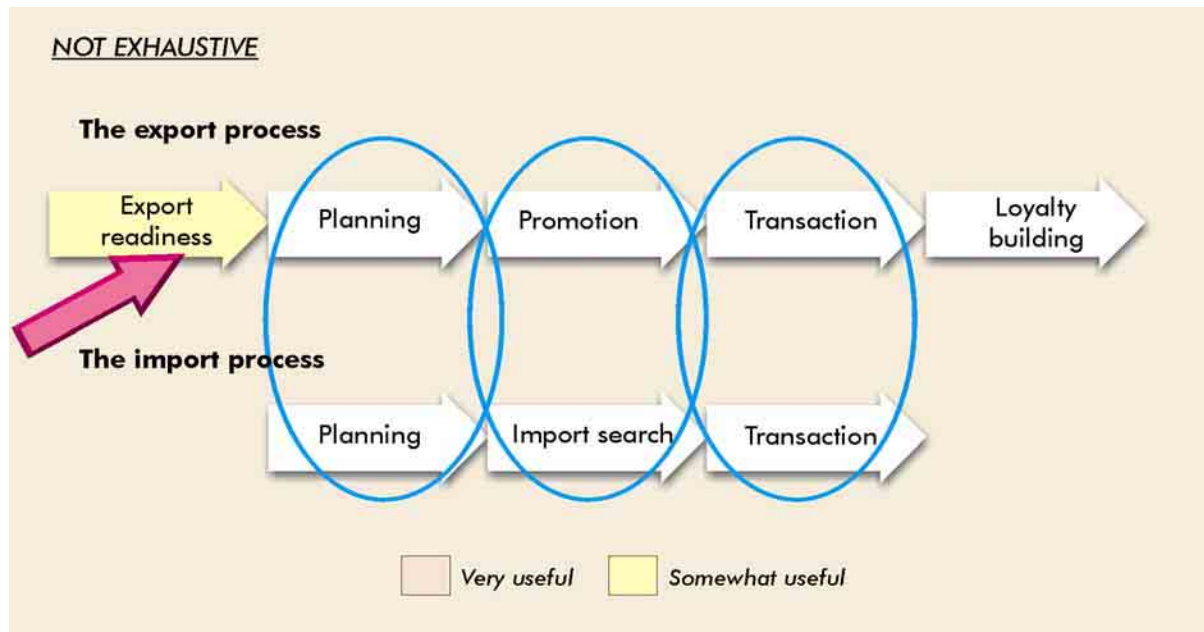 NOT EXHAUSTIVE
The export process
Export
readiness
Planning
Promotion
Transaction
Loyalty
building
The import process
Planning
Import search
Transaction
Very useful
Somewhat useful